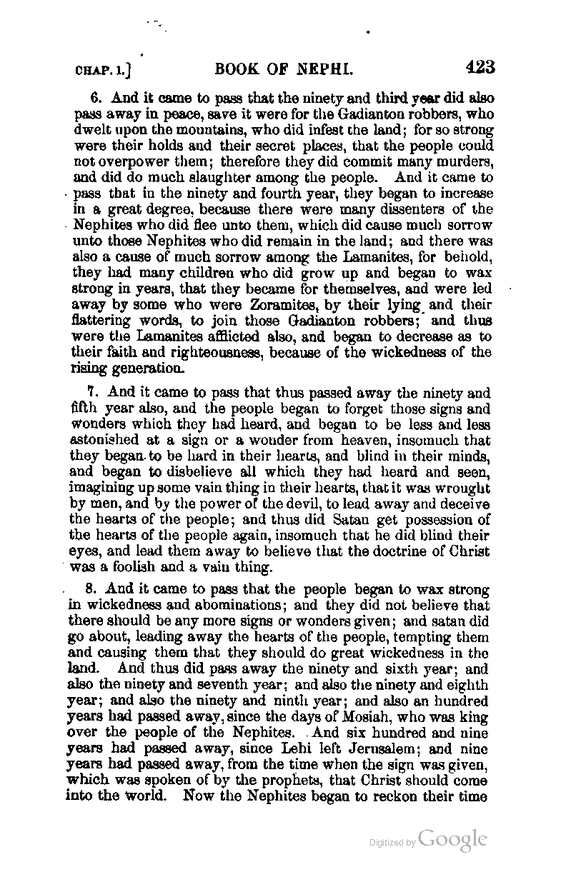 CHAP. 1.] BOOK OF NEPHI. 423
6. And it came to pass that the ninety and third year did also
pass away in peace, save it were for the Gadianton robbers, who
dwelt upon the mountains, who did infest the land; for so strong
were their holds and their secret places, that the people could
not overpower them; therefore they did commit many murders,
and did do much slaughter among the people. And it came to
pass that in the ninety and fourth year, they began to increase
in a great degree, because there were many dissenters of the
Nephites who did flee unto them, which did cause much sorrow
unto those Nephites who did remain in the land; and there was
also a cause of much sorrow among the Lamanites, for behold,
they had many children who did grow up and began to wax
strong in years, that they became for themselves, and were led
away by some who were Zoramites, by their lying and their
flattering words, to join those Gadianton robbers; and thus
were the Lamanites afflicted also, and began to decrease as to
their faith and righteousness, because of the wickedness of the
rising generation.
7. And it came to pass that thus passed away the ninety and
fifth year also, and the people began to forget those signs and
wonders which they had heard, and began to be less and less
astonished at a sign or a wonder from heaven, insomuch that
they began to be hard in their hearts, and blind in their minds,
and began to disbelieve all which they had heard and seen,
imagining up some vain thing in their hearts, that it was wrought
by men, and by the power of the devil, to lead away and deceive
the hearts of the people; and thus did Satan get possession of
the hearts of the people again, insomuch that he did blind their
eyes, and lead them away to believe that the doctrine of Christ
was a foolish and a vain thing.
8. And it came to pass that the people began to wax strong
in wickedness and abominations; and they did not believe that
there should be any more signs or wonders given; and satan did
go about, leading away the hearts of the people, tempting them
and causing them that they should do great wickedness in the
land. And thus did pass away the ninety and sixth year; and
also the ninety and seventh year; and also the ninety and eighth
year; and also the ninety and ninth year; and also an hundred
years had passed away, since the days of Mosiah, who was king
over the people of the Nephites. And six hundred and nine
years had passed away, since Lehi left Jerusalem; and nine
years had passed away, from the time when the sign was given,
which was spoken of by the prophets, that Christ should come
into the world. Now the Nephites began to reckon their time
Digitized by Google